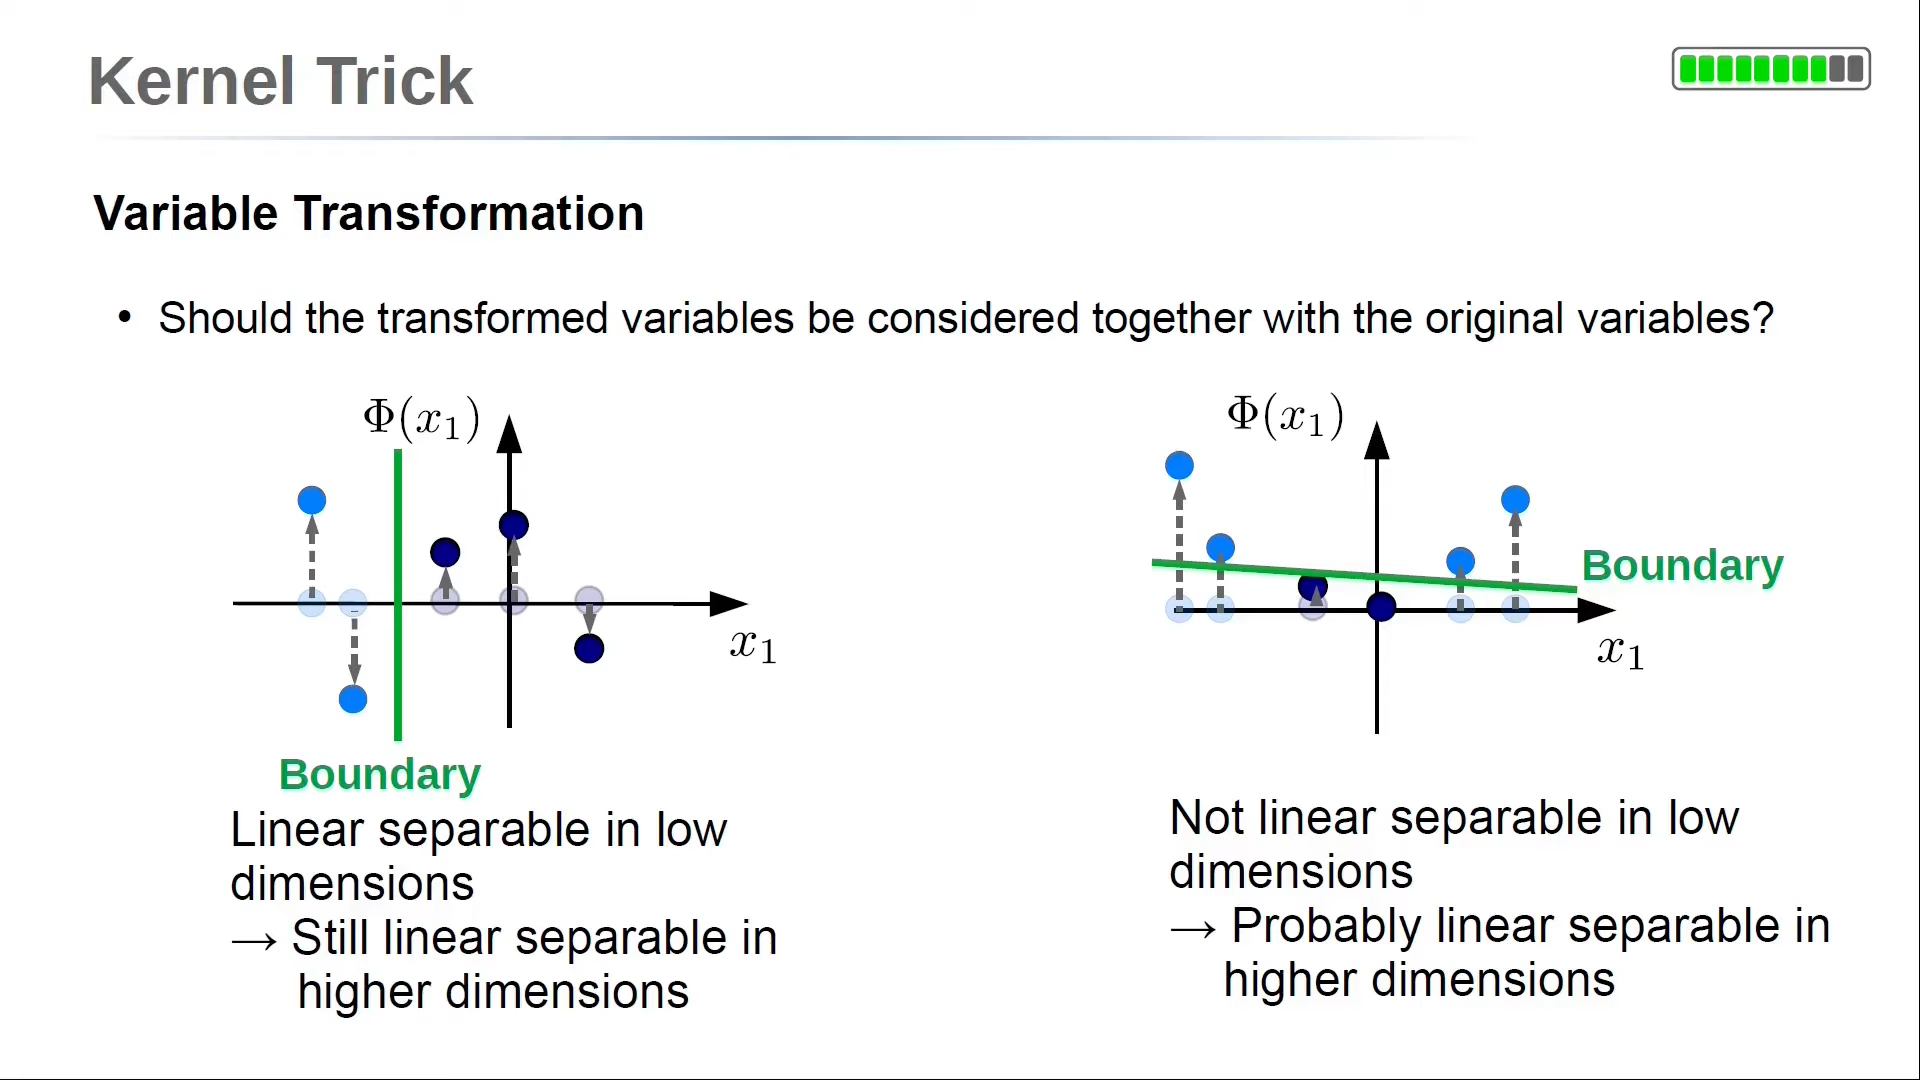 Kernel Trick
Variable Transformation
• Should the transformed variables be considered together with the original variables?
Φ(x₁)
x₁
Boundary
Linear separable in low
dimensions
→ Still linear separable in
higher dimensions
Φ(x₁)
Boundary
x₁
Not linear separable in low
dimensions
→ Probably linear separable in
higher dimensions